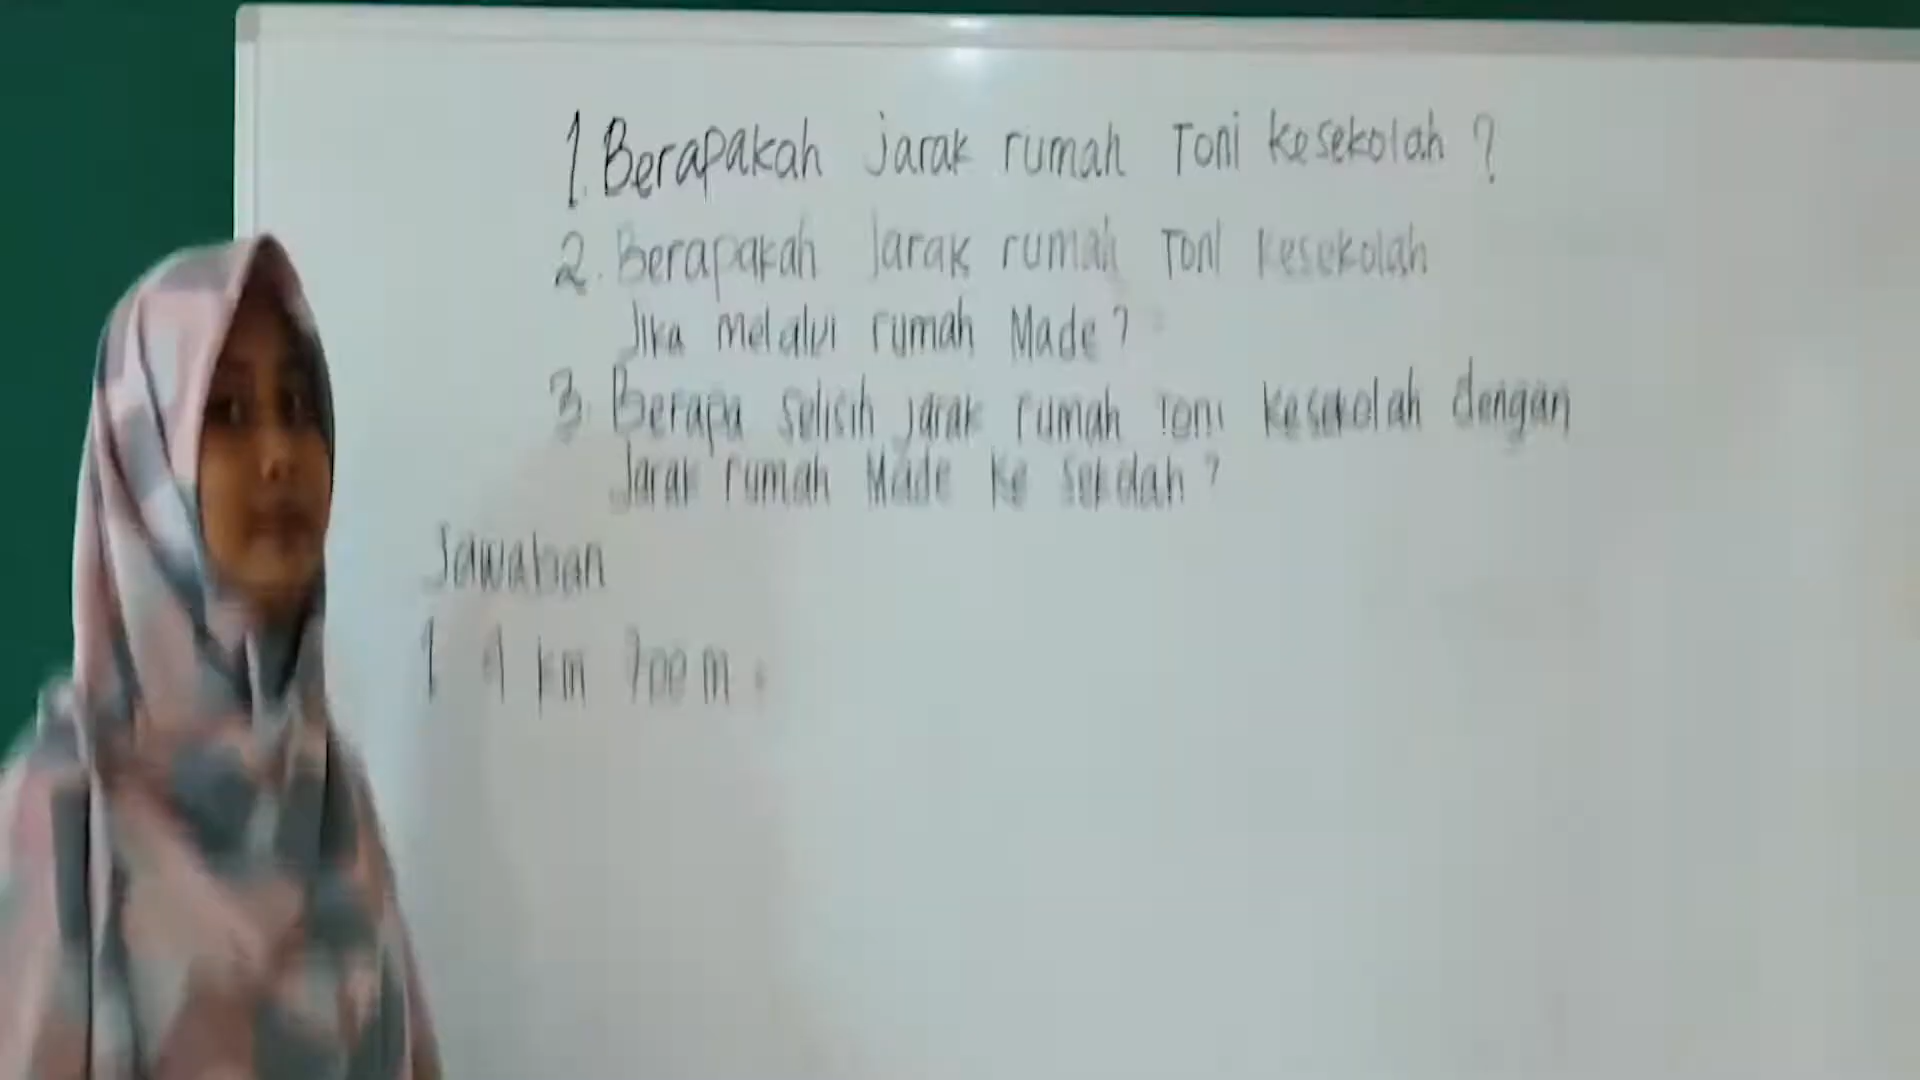 1. Berapakah jarak rumah Toni kesekolah ?
2. Berapakah Jarak rumah Toni kesekolah
Jika melalui rumah Made ?
3. Berapa selisih jarak rumah Toni kesekolah dengan
Jarak rumah Made ke sekolah ?
Jawaban
1 km 700 m